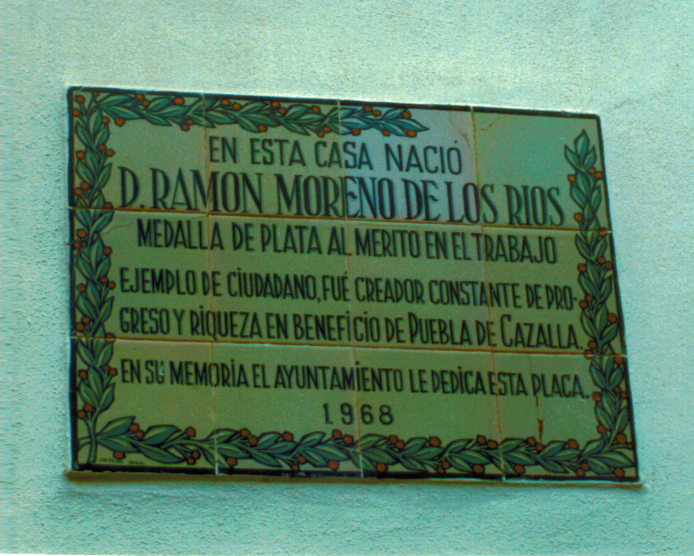 EN ESTA CASA NACIÓ
D. RAMON MORENO DE LOS RIOS
MEDALLA DE PLATA AL MERITO EN EL TRABAJO
EJEMPLO DE CIUDADANO, FUÉ CREADOR CONSTANTE DE PRO-
GRESO Y RIQUEZA EN BENEFICIO DE PUEBLA DE CAZALLA.
EN SU MEMORIA EL AYUNTAMIENTO LE DEDICA ESTA PLACA.
1.968